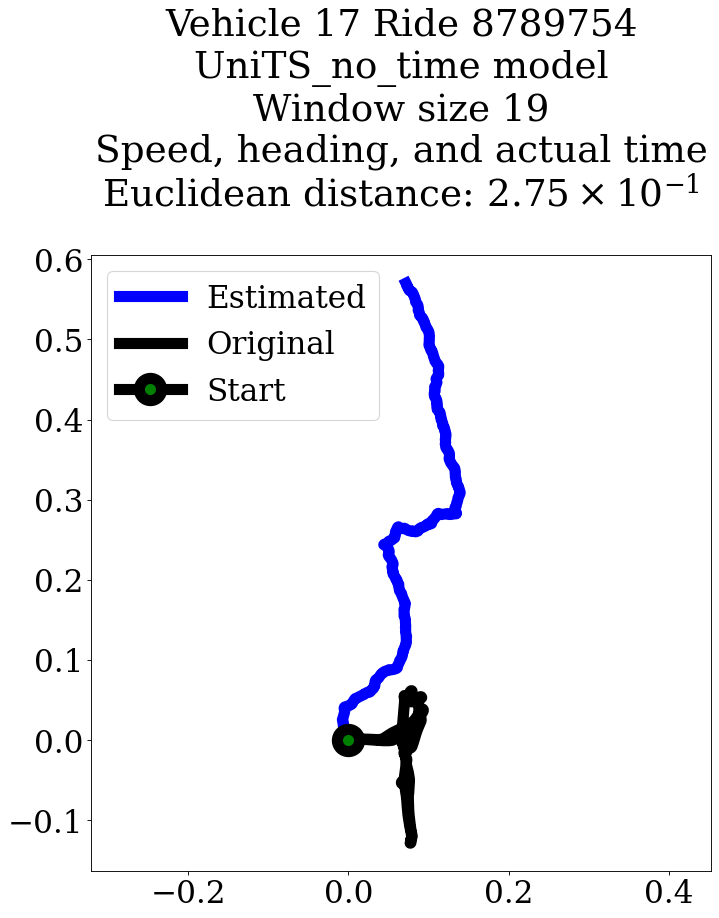 Vehicle 17 Ride 8789754
UniTS_no_time model
Window size 19
Speed, heading, and actual time
Euclidean distance: 2.75 × 10⁻¹
Estimated
Original
Start
0.6
0.5
0.4
0.3
0.2
0.1
0.0
−0.1
−0.2 0.0 0.2 0.4